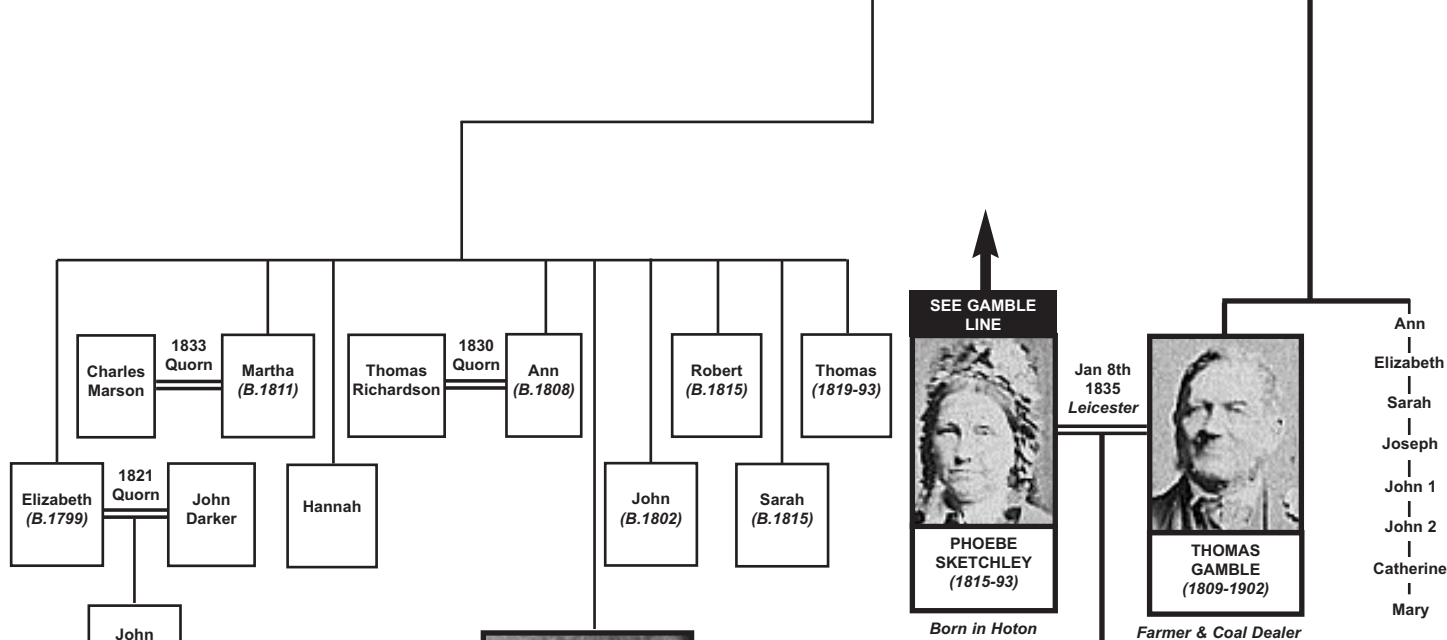 SEE GAMBLE
LINE
Charles
Marson
1833
Quorn
Martha
(B.1811)
Thomas
Richardson
1830
Quorn
Ann
(B.1808)
Robert
(B.1815)
Thomas
(1819-93)
Jan 8th
1835
Leicester
Elizabeth
(B.1799)
1821
Quorn
John
Darker
Hannah
John
(B.1802)
Sarah
(B.1815)
PHOEBE
SKETCHLEY
(1815-93)
Born in Hoton
THOMAS
GAMBLE
(1809-1902)
Farmer & Coal Dealer
Ann
Elizabeth
Sarah
Joseph
John 1
John 2
Catherine
Mary
John